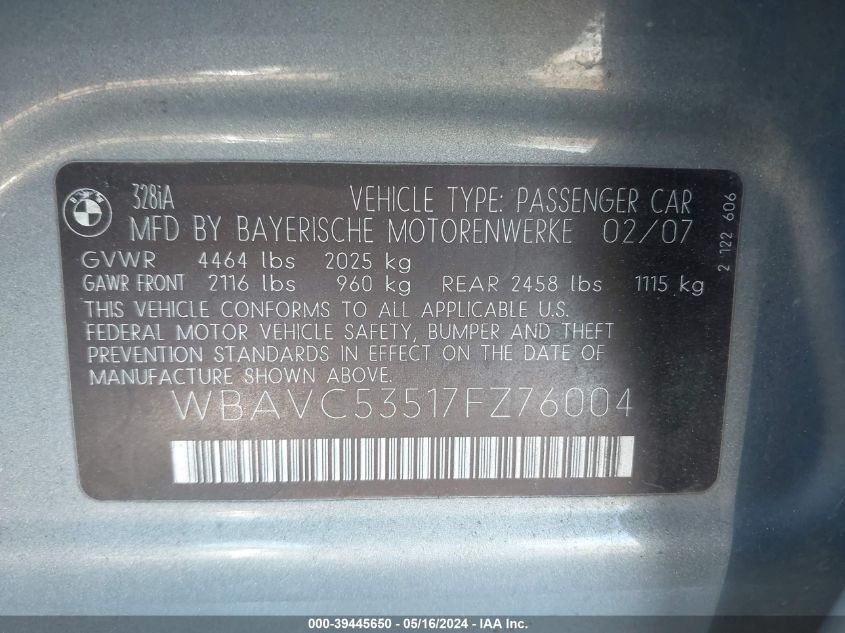 BMW
328iA VEHICLE TYPE: PASSENGER CAR
MFD BY BAYERISCHE MOTORENWERKE 02/07
GVWR 4464 lbs 2025 kg
GAWR FRONT 2116 lbs 960 kg REAR 2458 lbs 1115 kg
THIS VEHICLE CONFORMS TO ALL APPLICABLE U.S.
FEDERAL MOTOR VEHICLE SAFETY, BUMPER AND THEFT
PREVENTION STANDARDS IN EFFECT ON THE DATE OF
MANUFACTURE SHOWN ABOVE.
WBAVC53517FZ76004
2 122 606
000-39445650 - 05/16/2024 - IAA Inc.